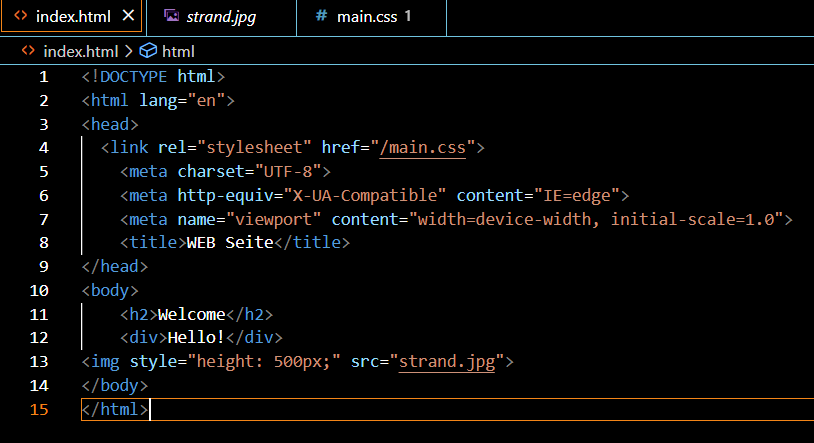 index.html strand.jpg main.css 1
index.html > html
1 <!DOCTYPE html>
2 <html lang="en">
3 <head>
4 <link rel="stylesheet" href="/main.css">
5 <meta charset="UTF-8">
6 <meta http-equiv="X-UA-Compatible" content="IE=edge">
7 <meta name="viewport" content="width=device-width, initial-scale=1.0">
8 <title>WEB Seite</title>
9 </head>
10 <body>
11 <h2>Welcome</h2>
12 <div>Hello!</div>
13 <img style="height: 500px;" src="strand.jpg">
14 </body>
15 </html>